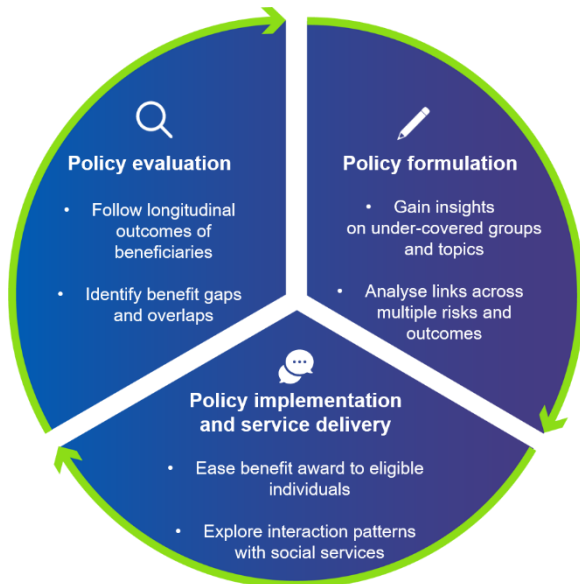 Policy evaluation
• Follow longitudinal
outcomes of
beneficiaries
• Identify benefit gaps
and overlaps
Policy formulation
• Gain insights
on under-covered groups
and topics
• Analyse links across
multiple risks and
outcomes
Policy implementation
and service delivery
• Ease benefit award to eligible
individuals
• Explore interaction patterns
with social services